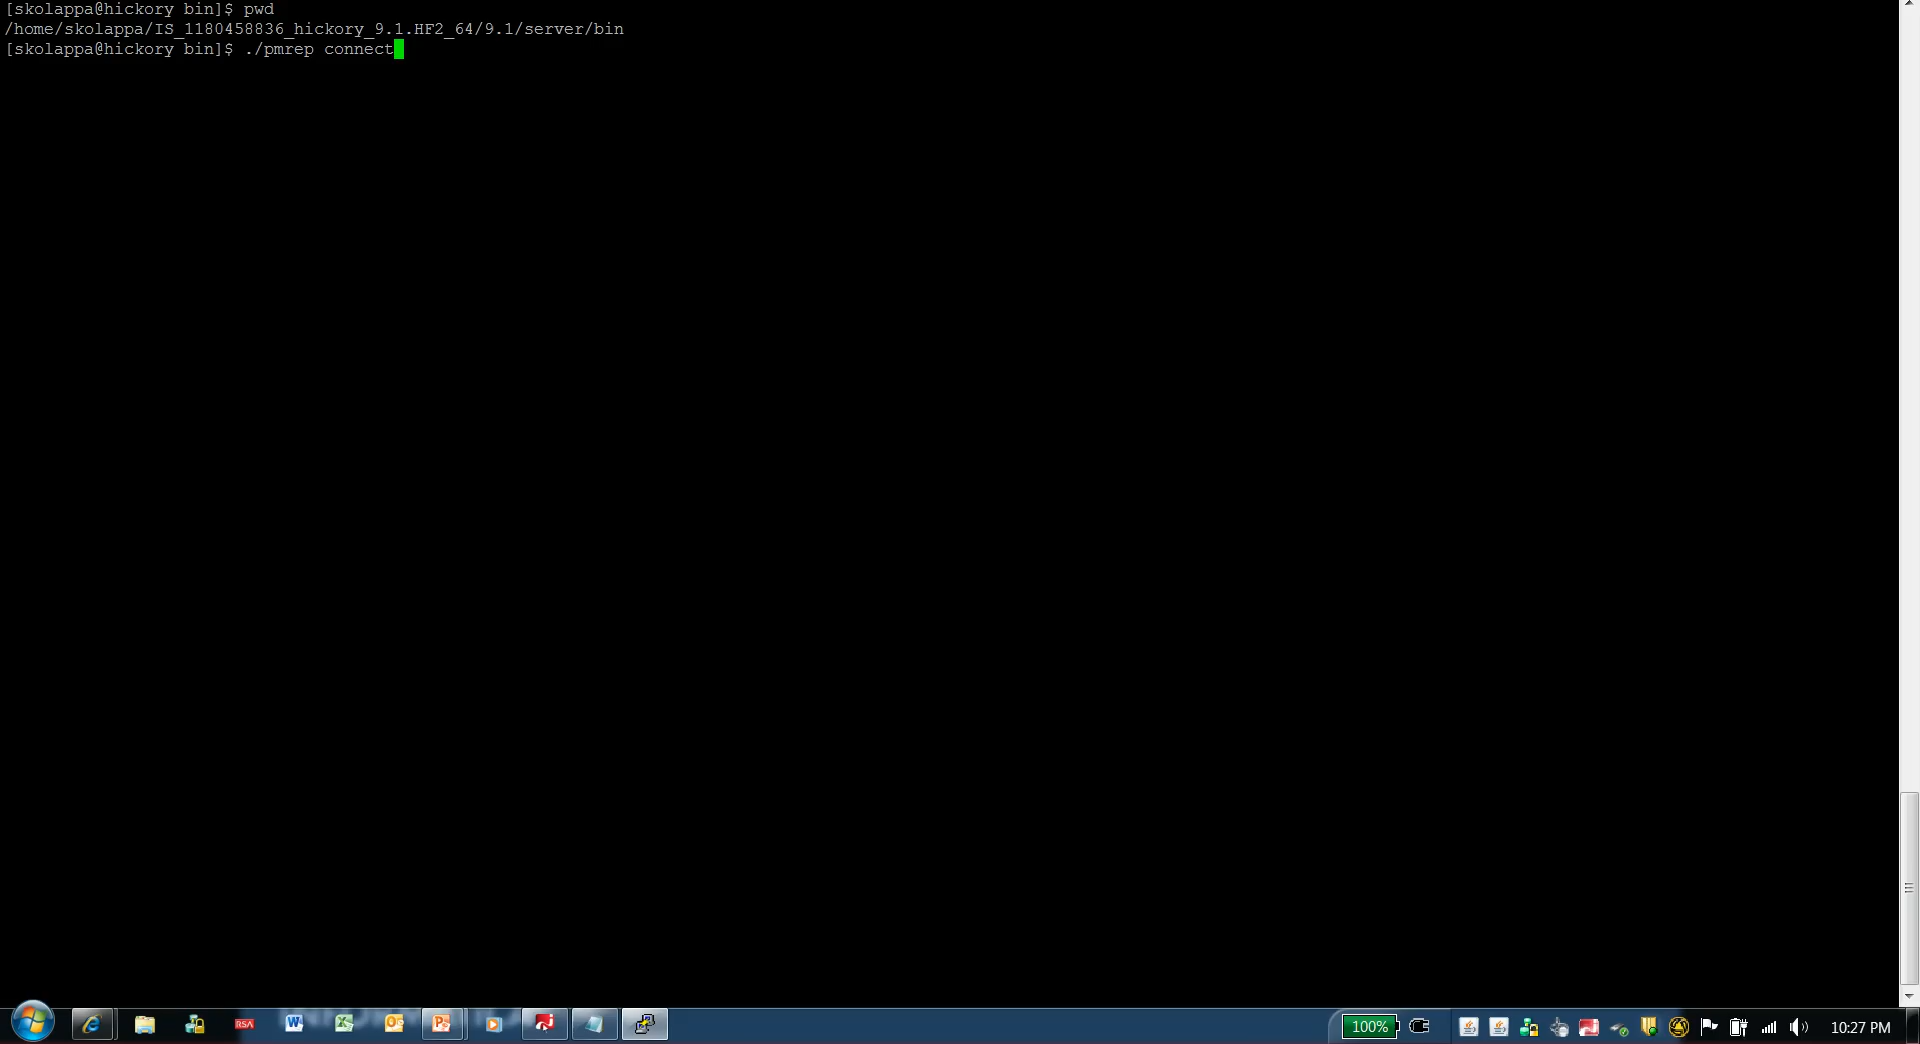 [skolappa@hickory bin]$ pwd
/home/skolappa/IS_1180458836_hickory_9.1.HF2_64/9.1/server/bin
[skolappa@hickory bin]$ ./pmrep connect
RSA
100%
10:27 PM